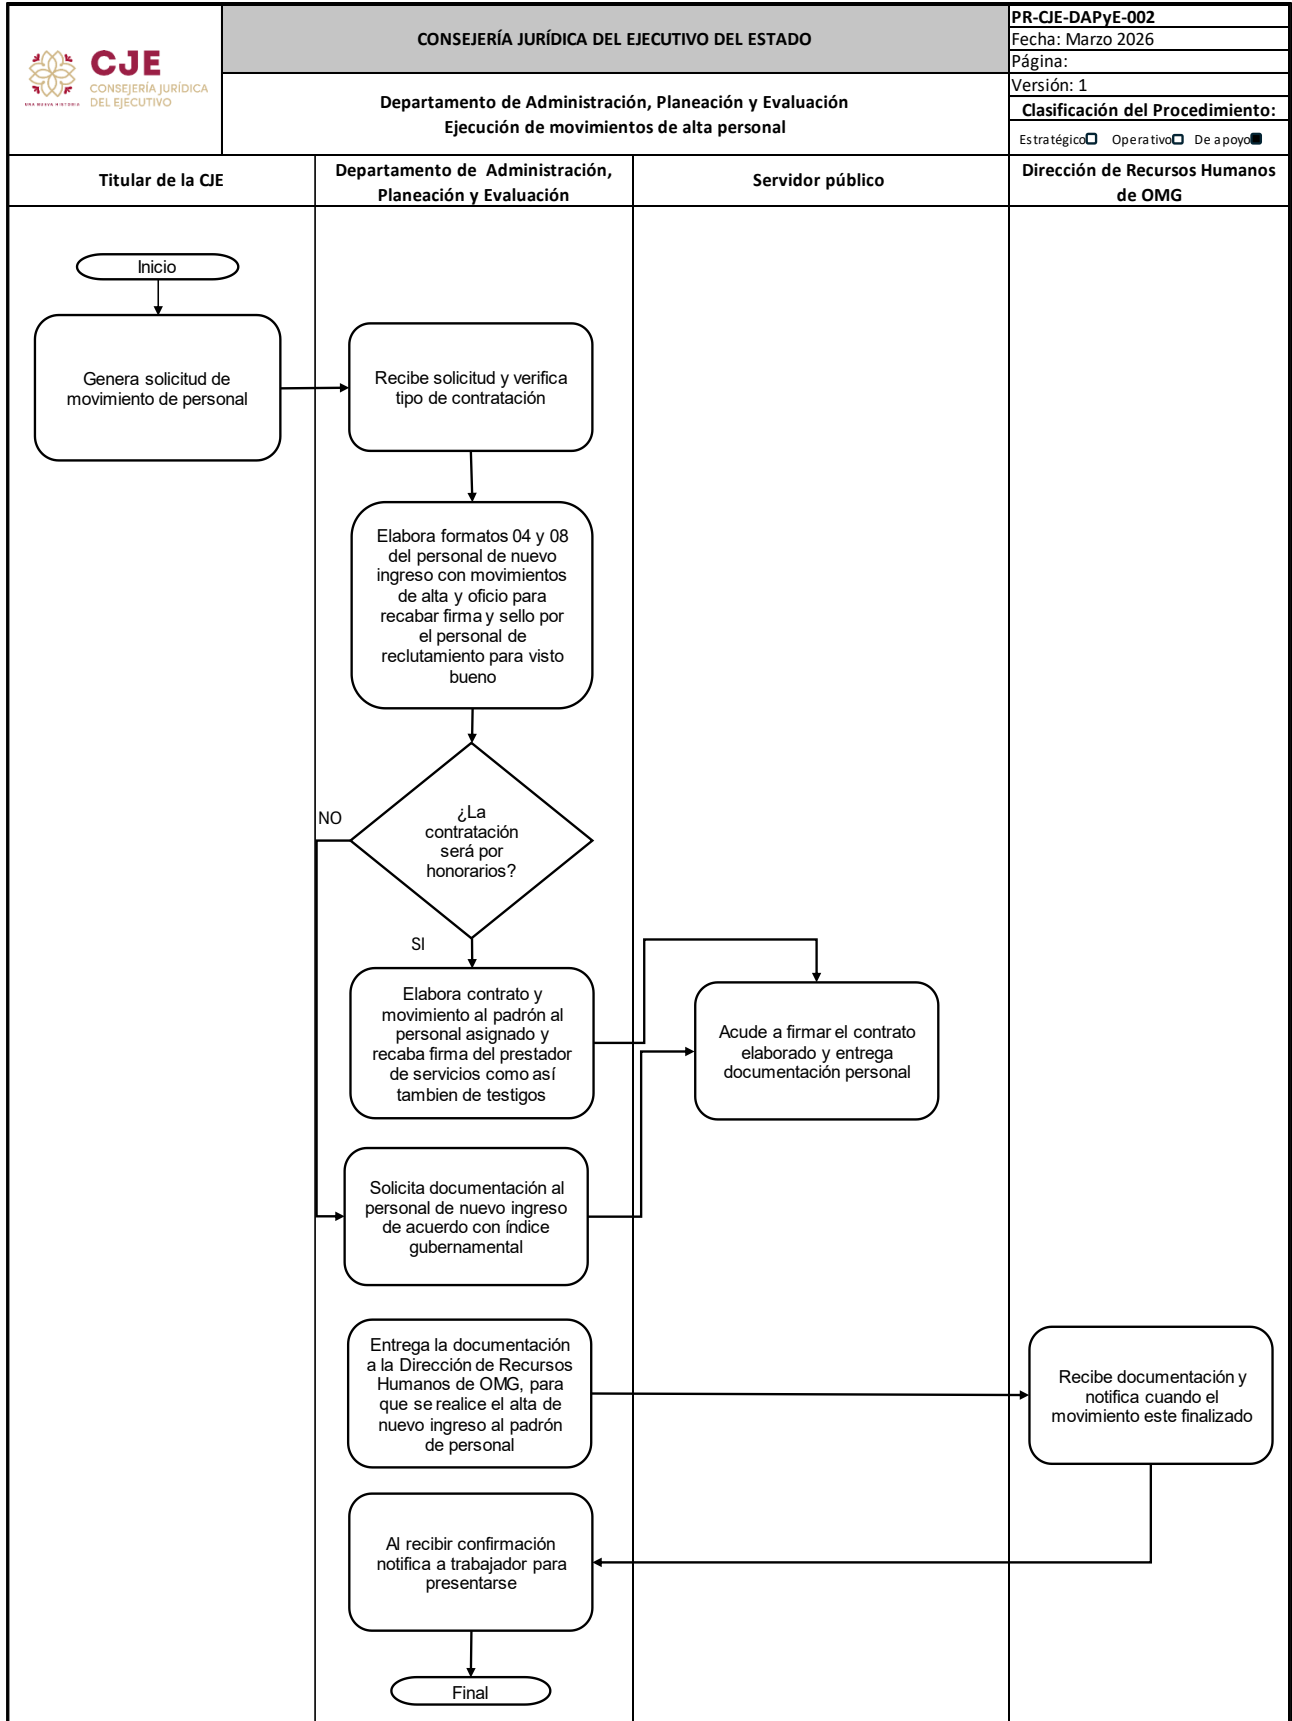 CJE
CONSEJERÍA JURÍDICA
DEL EJECUTIVO
UNA NUEVA HISTORIA
CONSEJERÍA JURÍDICA DEL EJECUTIVO DEL ESTADO
PR-CJE-DAPyE-002
Fecha: Marzo 2026
Página:
Departamento de Administración, Planeación y Evaluación
Ejecución de movimientos de alta personal
Versión: 1
Clasificación del Procedimiento:
Estratégico Operativo De apoyo
Titular de la CJE
Departamento de Administración,
Planeación y Evaluación
Servidor público
Dirección de Recursos Humanos
de OMG
Inicio
Genera solicitud de
movimiento de personal
Recibe solicitud y verifica
tipo de contratación
Elabora formatos 04 y 08
del personal de nuevo
ingreso con movimientos
de alta y oficio para
recabar firma y sello por
el personal de
reclutamiento para visto
bueno
¿La
contratación
será por
honorarios?
NO
SI
Elabora contrato y
movimiento al padrón al
personal asignado y
recaba firma del prestador
de servicios como así
tambien de testigos
Acude a firmar el contrato
elaborado y entrega
documentación personal
Solicita documentación al
personal de nuevo ingreso
de acuerdo con índice
gubernamental
Entrega la documentación
a la Dirección de Recursos
Humanos de OMG, para
que se realice el alta de
nuevo ingreso al padrón
de personal
Recibe documentación y
notifica cuando el
movimiento este finalizado
Al recibir confirmación
notifica a trabajador para
presentarse
Final